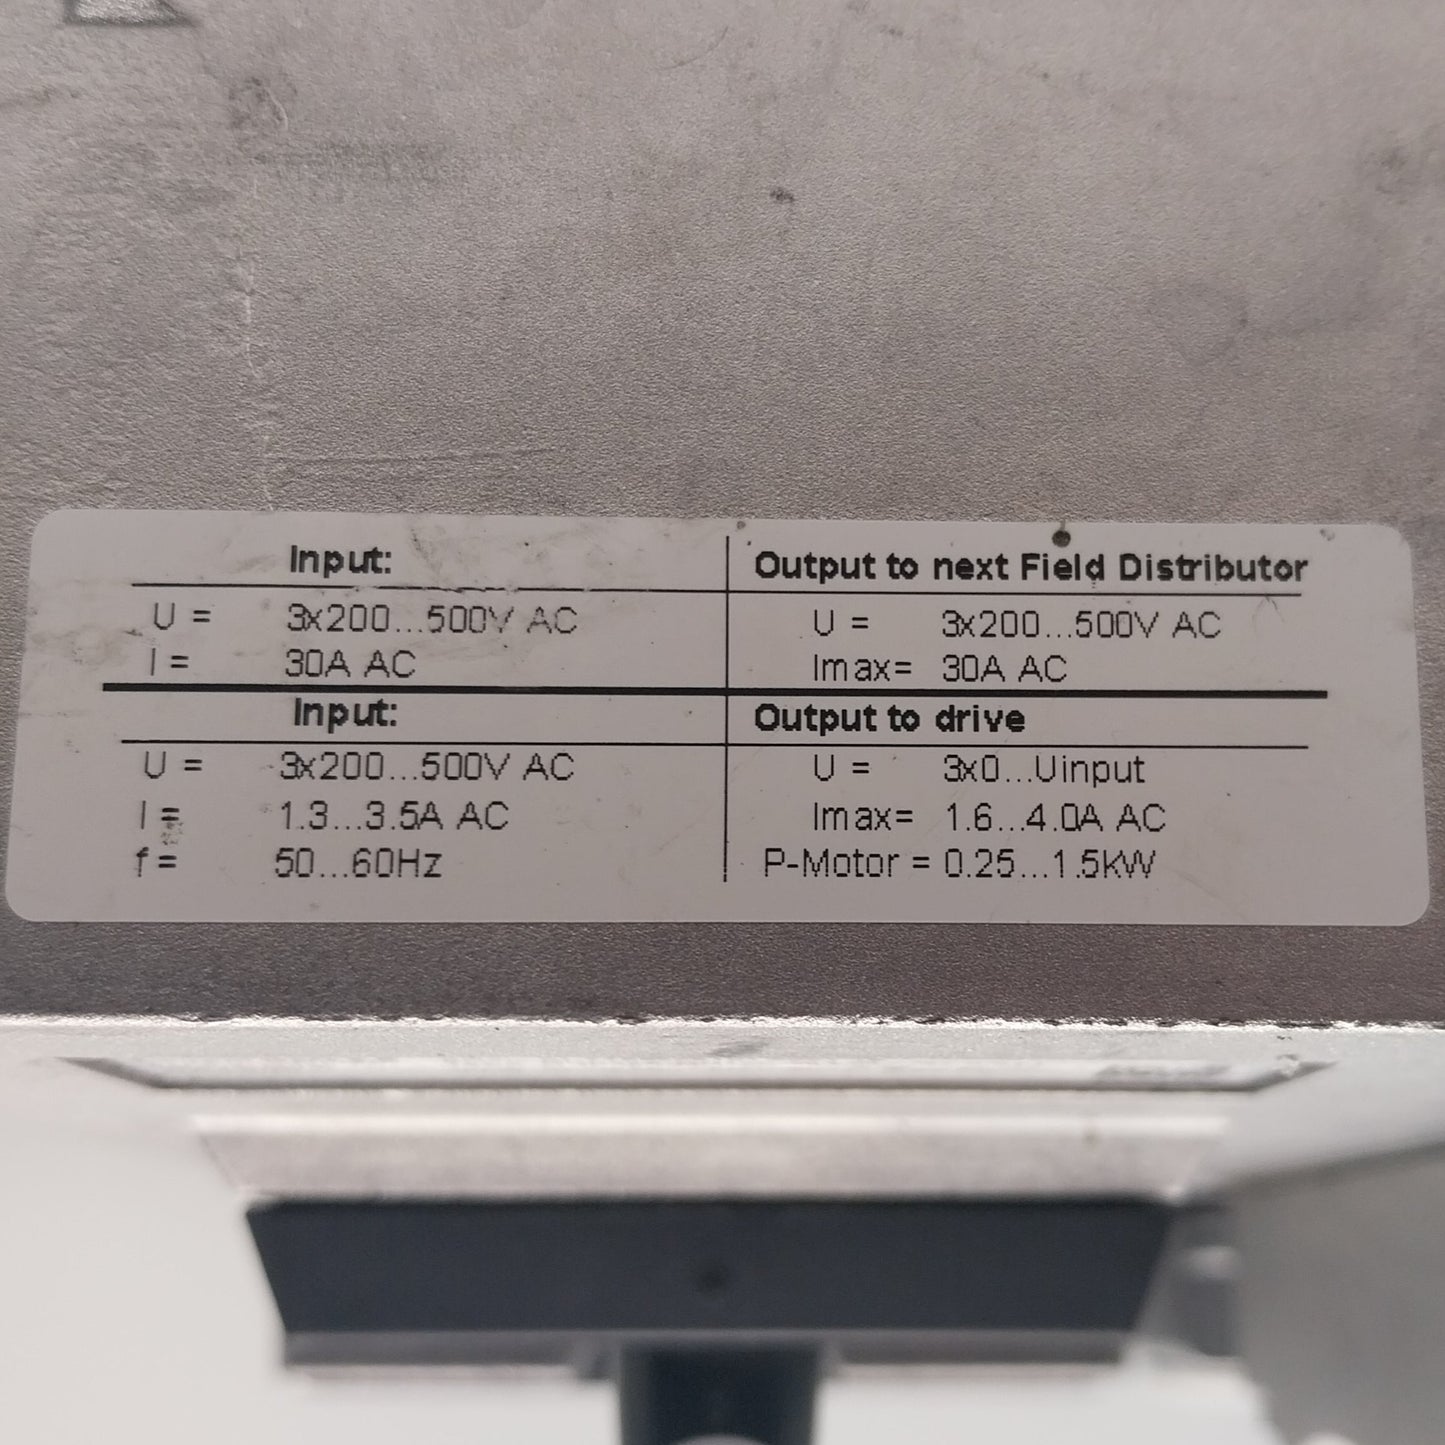 Input: Output to next Field Distributor
U = 3x200...500V AC U = 3x200...500V AC
I = 30A AC Imax= 30A AC
Input: Output to drive
U = 3x200...500V AC U = 3x0...Uinput
I = 1.3...3.5A AC Imax= 1.6...4.0A AC
f = 50...60Hz P-Motor = 0.25...1.5kW